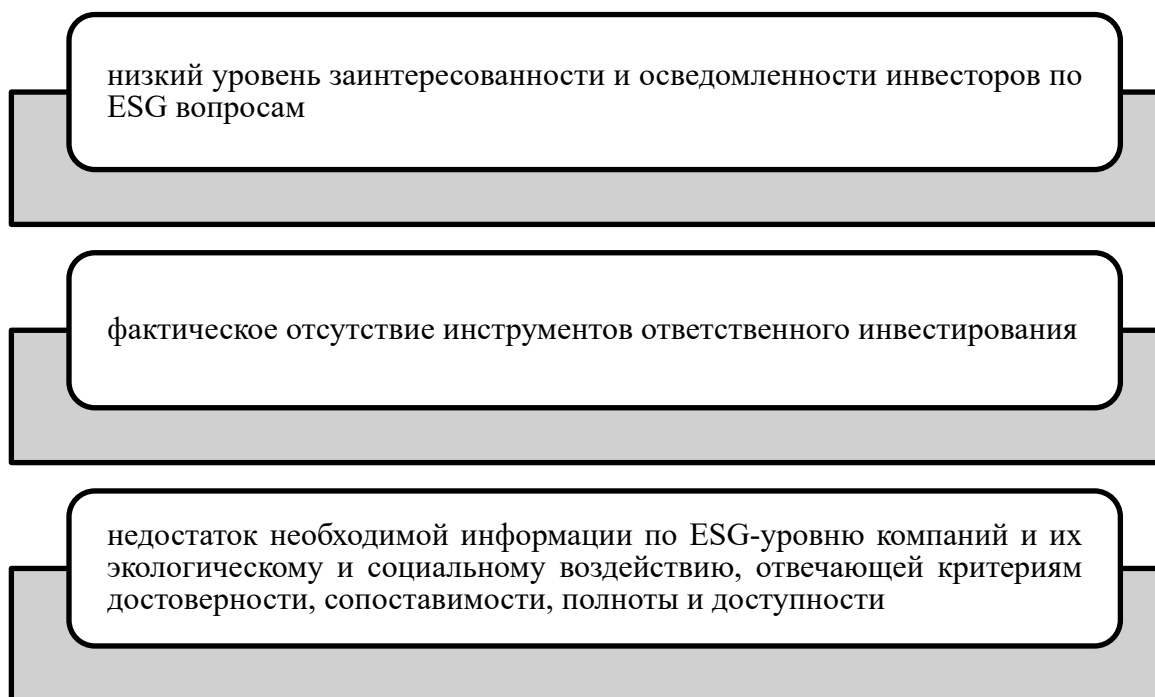 низкий уровень заинтересованности и осведомленности инвесторов по
ESG вопросам
фактическое отсутствие инструментов ответственного инвестирования
недостаток необходимой информации по ESG-уровню компаний и их
экологическому и социальному воздействию, отвечающей критериям
достоверности, сопоставимости, полноты и доступности